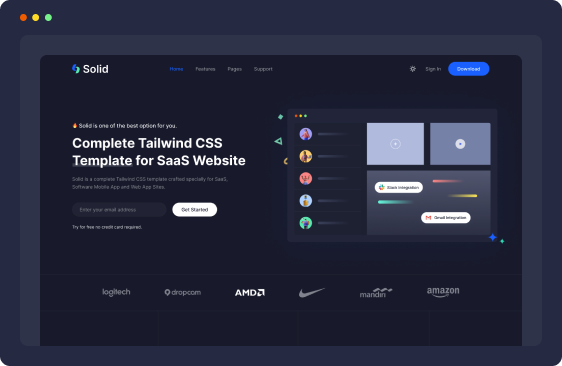 Solid
Home Features Pages Support
Sign In Download
Solid is one of the best option for you.
Complete Tailwind CSS
Template for SaaS Website
Solid is a complete Tailwind CSS template crafted specially for SaaS,
Software Mobile App and Web App Sites.
Enter your email address Get Started
Try for free no credit card required.
Slack Integration
Gmail Integration
logitech dropcam AMD mandiri amazon